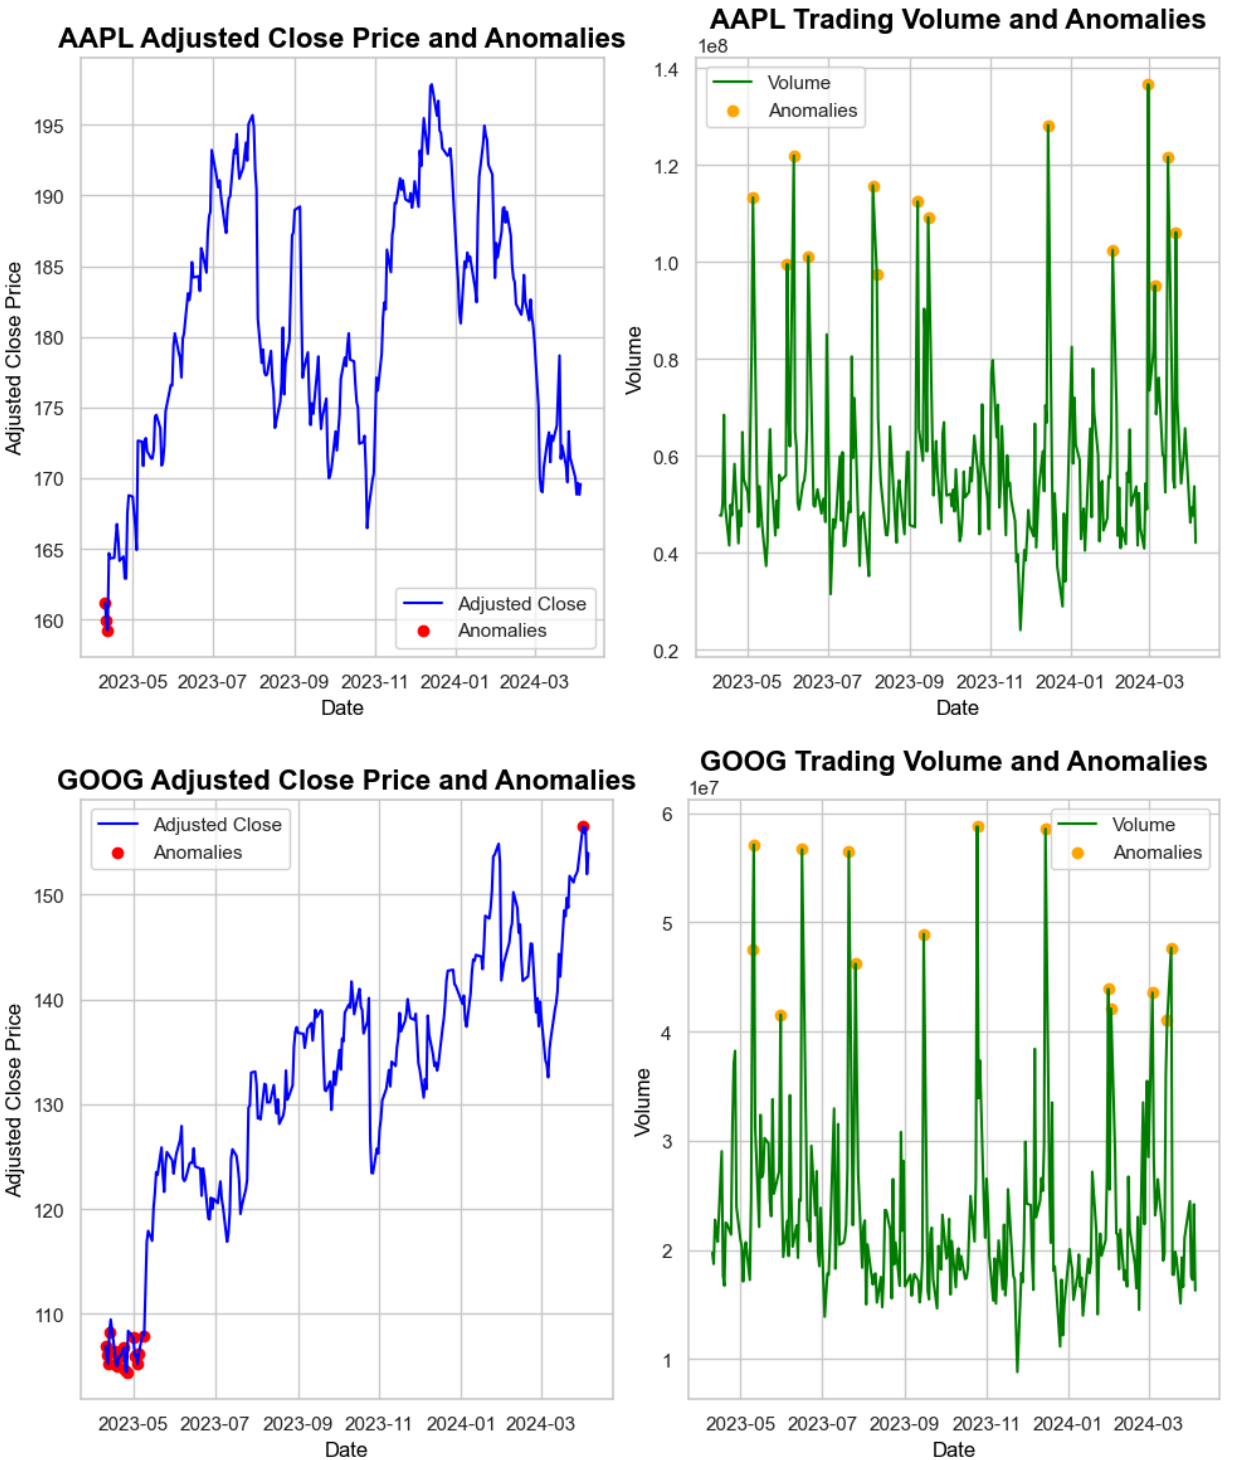 AAPL Adjusted Close Price and Anomalies
195
190
185
180
175
170
165
160
Adjusted Close Price
Adjusted Close
Anomalies
2023-05 2023-07 2023-09 2023-11 2024-01 2024-03
Date
AAPL Trading Volume and Anomalies
1e8
1.4
1.2
1.0
0.8
0.6
0.4
0.2
Volume
Volume
Anomalies
2023-05 2023-07 2023-09 2023-11 2024-01 2024-03
Date
GOOG Adjusted Close Price and Anomalies
Adjusted Close
Anomalies
150
140
130
120
110
Adjusted Close Price
2023-05 2023-07 2023-09 2023-11 2024-01 2024-03
Date
GOOG Trading Volume and Anomalies
1e7
6
5
4
3
2
1
Volume
Volume
Anomalies
2023-05 2023-07 2023-09 2023-11 2024-01 2024-03
Date